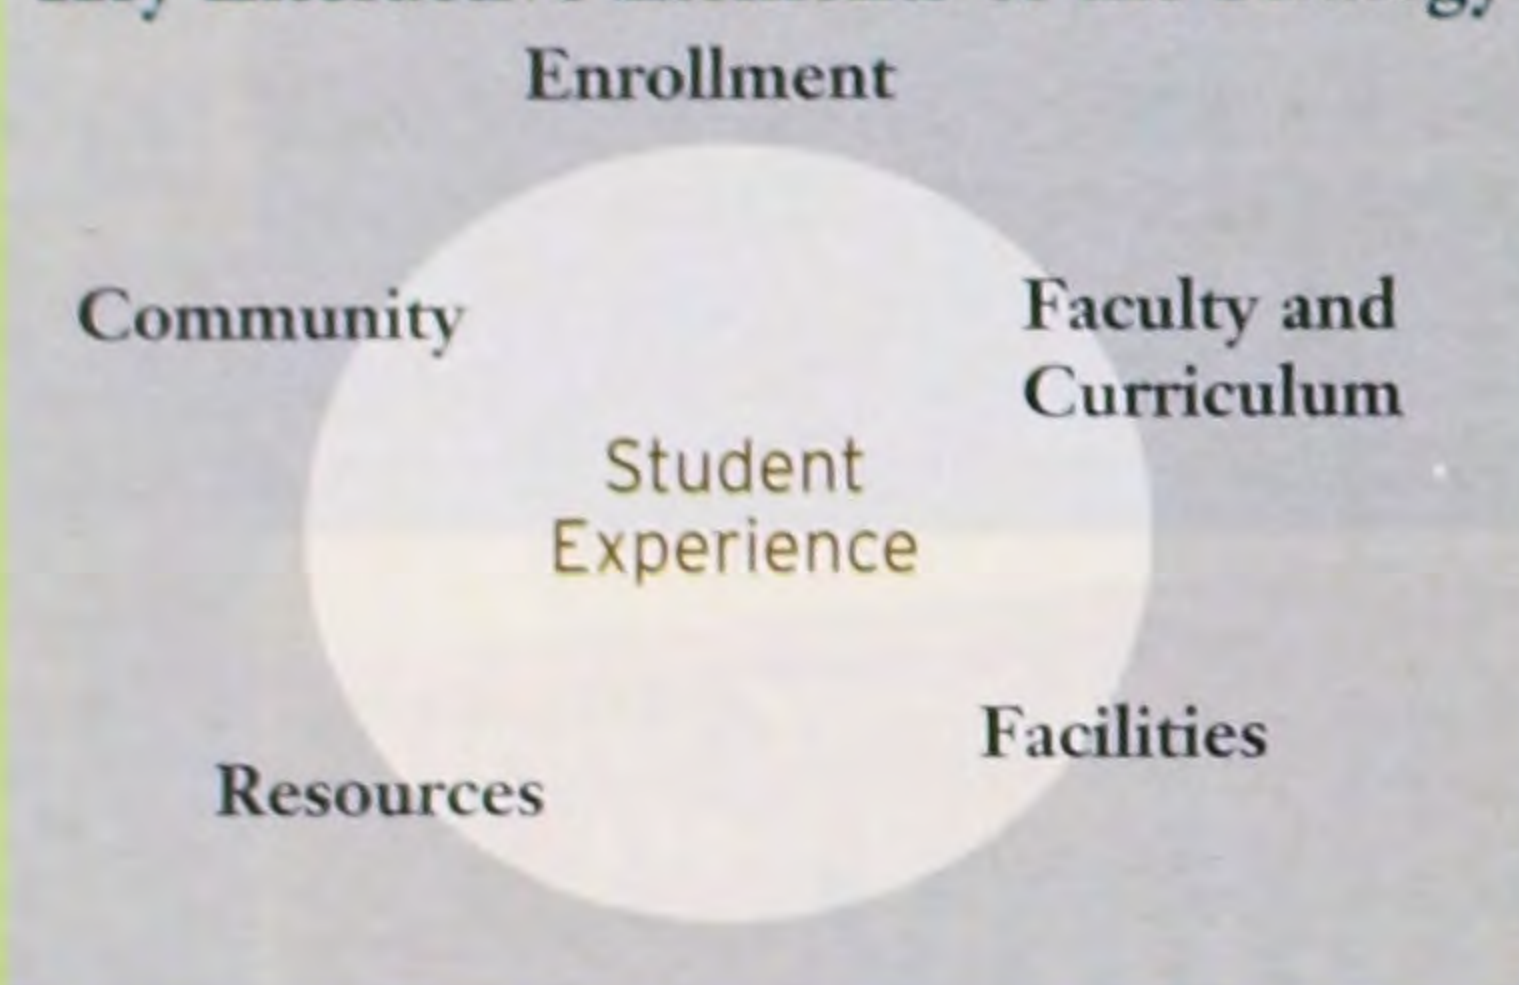 Enrollment
Community
Faculty and
Curriculum
Student
Experience
Facilities
Resources